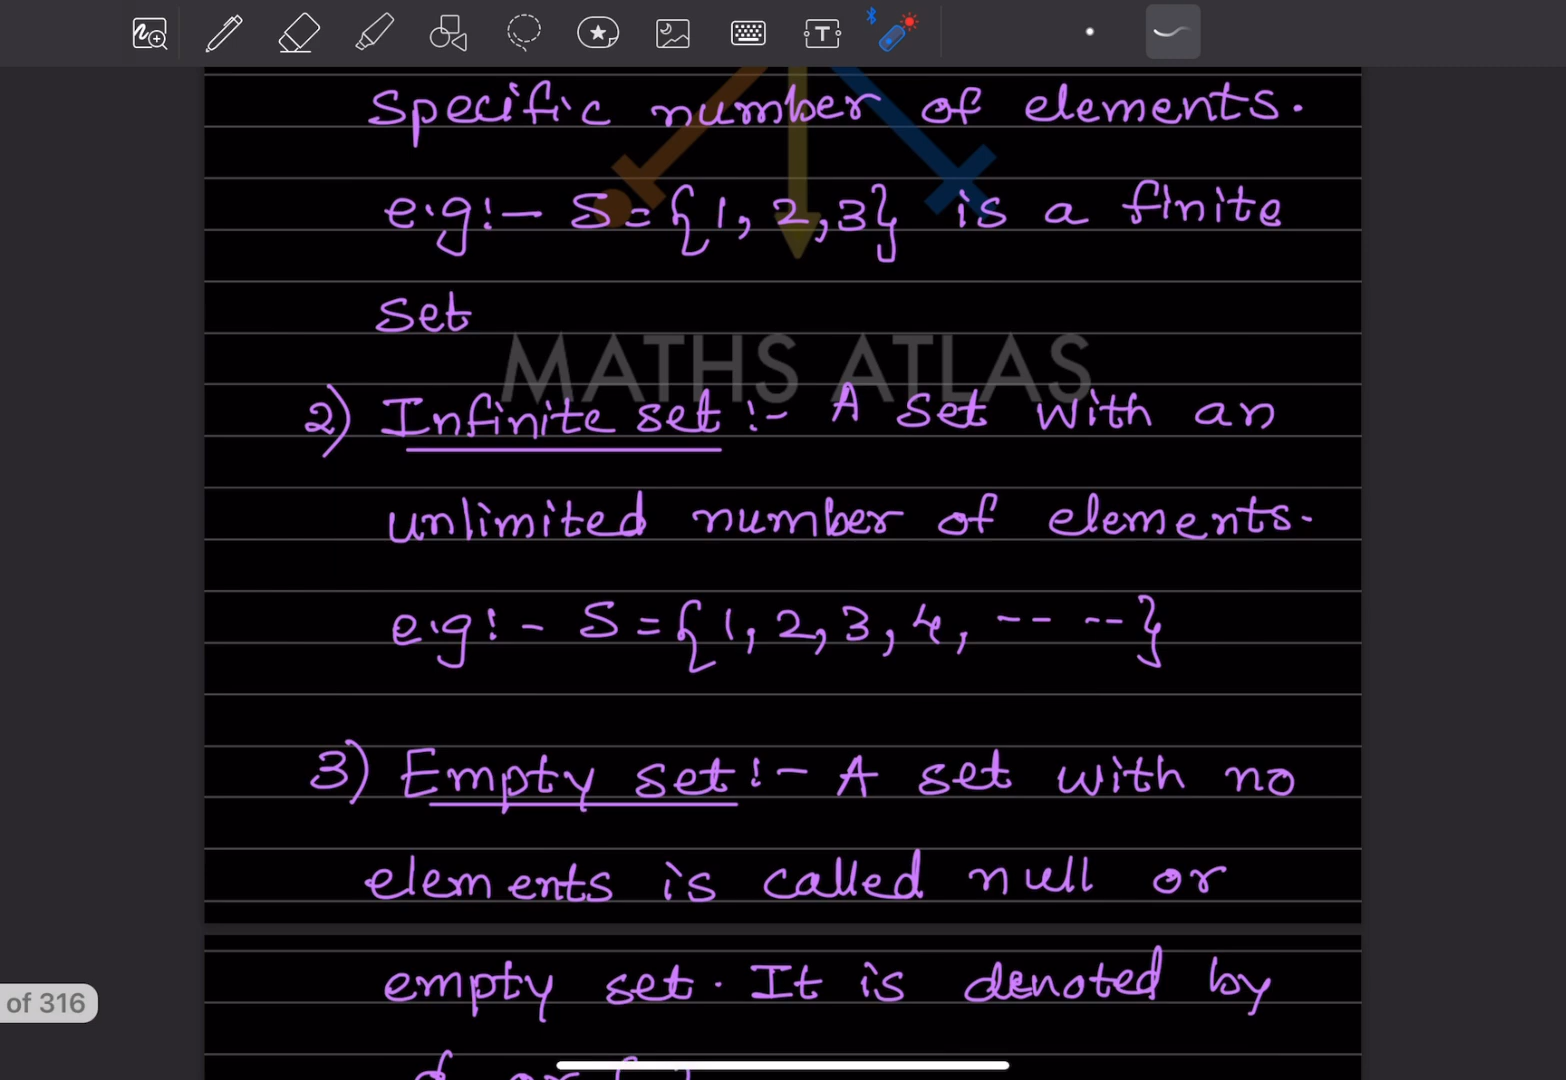 Specific number of elements.
e.g:- S={1, 2, 3} is a finite
set
MATHS ATLAS
2) Infinite set :- A set with an
unlimited number of elements.
e.g:- S={1, 2, 3, 4, -- --}
3) Empty set :- A set with no
elements is called null or
empty set. It is denoted by
of 316